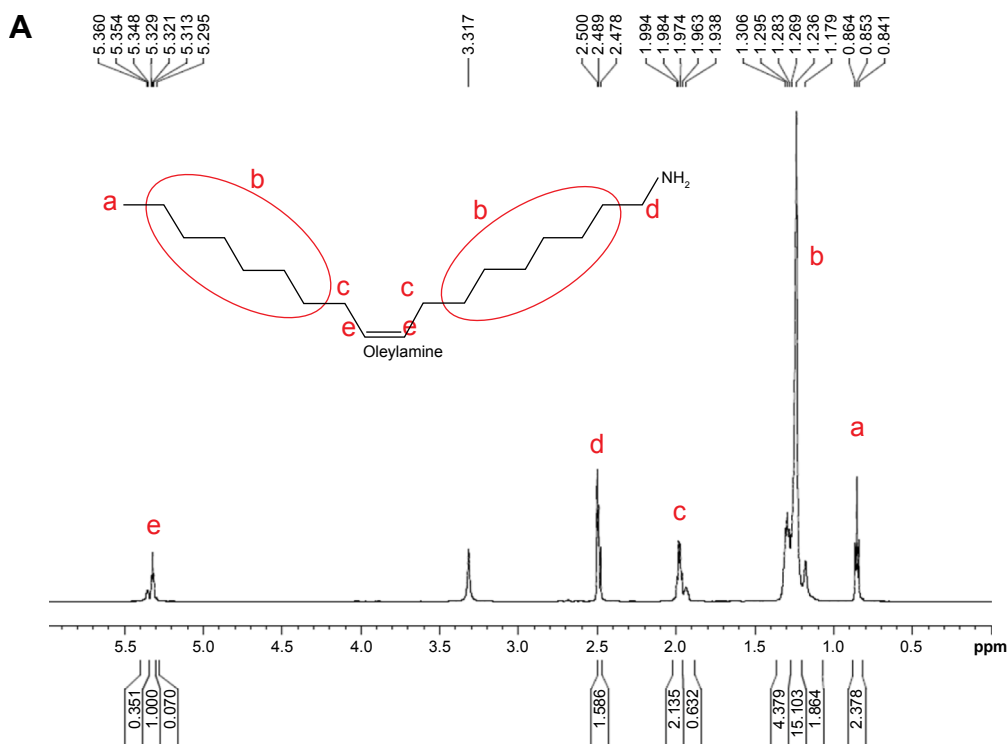 A
5.360
5.354
5.348
5.329
5.321
5.313
5.295
3.317
2.500
2.489
2.478
1.994
1.984
1.974
1.963
1.938
1.306
1.295
1.283
1.269
1.236
1.179
0.864
0.853
0.841
NH2
b
b
a
d
c
c
e
e
Oleylamine
b
a
d
c
e
5.5 5.0 4.5 4.0 3.5 3.0 2.5 2.0 1.5 1.0 0.5 ppm
0.351
1.000
0.070
1.586
2.135
0.632
4.379
15.103
1.864
2.378